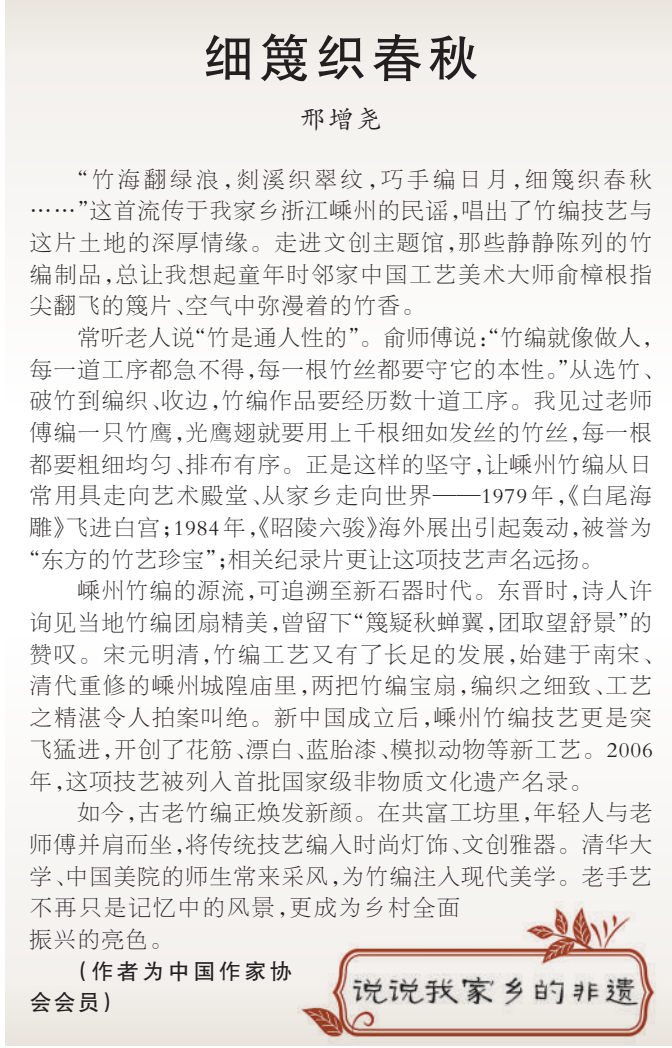 细篾织春秋
邢增尧
“竹海翻绿浪,剡溪织翠纹,巧手编日月,细篾织春秋
……”这首流传于我家乡浙江嵊州的民谣,唱出了竹编技艺与
这片土地的深厚情缘。走进文创主题馆,那些静静陈列的竹
编制品,总让我想起童年时邻家中国工艺美术大师俞樟根指
尖翻飞的篾片、空气中弥漫着的竹香。
常听老人说“竹是通人性的”。俞师傅说:“竹编就像做人,
每一道工序都急不得,每一根竹丝都要守它的本性。”从选竹、
破竹到编织、收边,竹编作品要经历数十道工序。我见过老师
傅编一只竹鹰,光鹰翅就要用上千根细如发丝的竹丝,每一根
都要粗细均匀、排布有序。正是这样的坚守,让嵊州竹编从日
常用具走向艺术殿堂、从家乡走向世界——1979年,《白尾海
雕》飞进白宫;1984年,《昭陵六骏》海外展出引起轰动,被誉为
“东方的竹艺珍宝”;相关纪录片更让这项技艺声名远扬。
嵊州竹编的源流,可追溯至新石器时代。东晋时,诗人许
询见当地竹编团扇精美,曾留下“篾疑秋蝉翼,团取望舒景”的
赞叹。宋元明清,竹编工艺又有了长足的发展,始建于南宋、
清代重修的嵊州城隍庙里,两把竹编宝扇,编织之细致、工艺
之精湛令人拍案叫绝。新中国成立后,嵊州竹编技艺更是突
飞猛进,开创了花筋、漂白、蓝胎漆、模拟动物等新工艺。2006
年,这项技艺被列入首批国家级非物质文化遗产名录。
如今,古老竹编正焕发新颜。在共富工坊里,年轻人与老
师傅并肩而坐,将传统技艺编入时尚灯饰、文创雅器。清华大
学、中国美院的师生常来采风,为竹编注入现代美学。老手艺
不再只是记忆中的风景,更成为乡村全面
振兴的亮色。
(作者为中国作家协
会会员)
说说我家乡的非遗